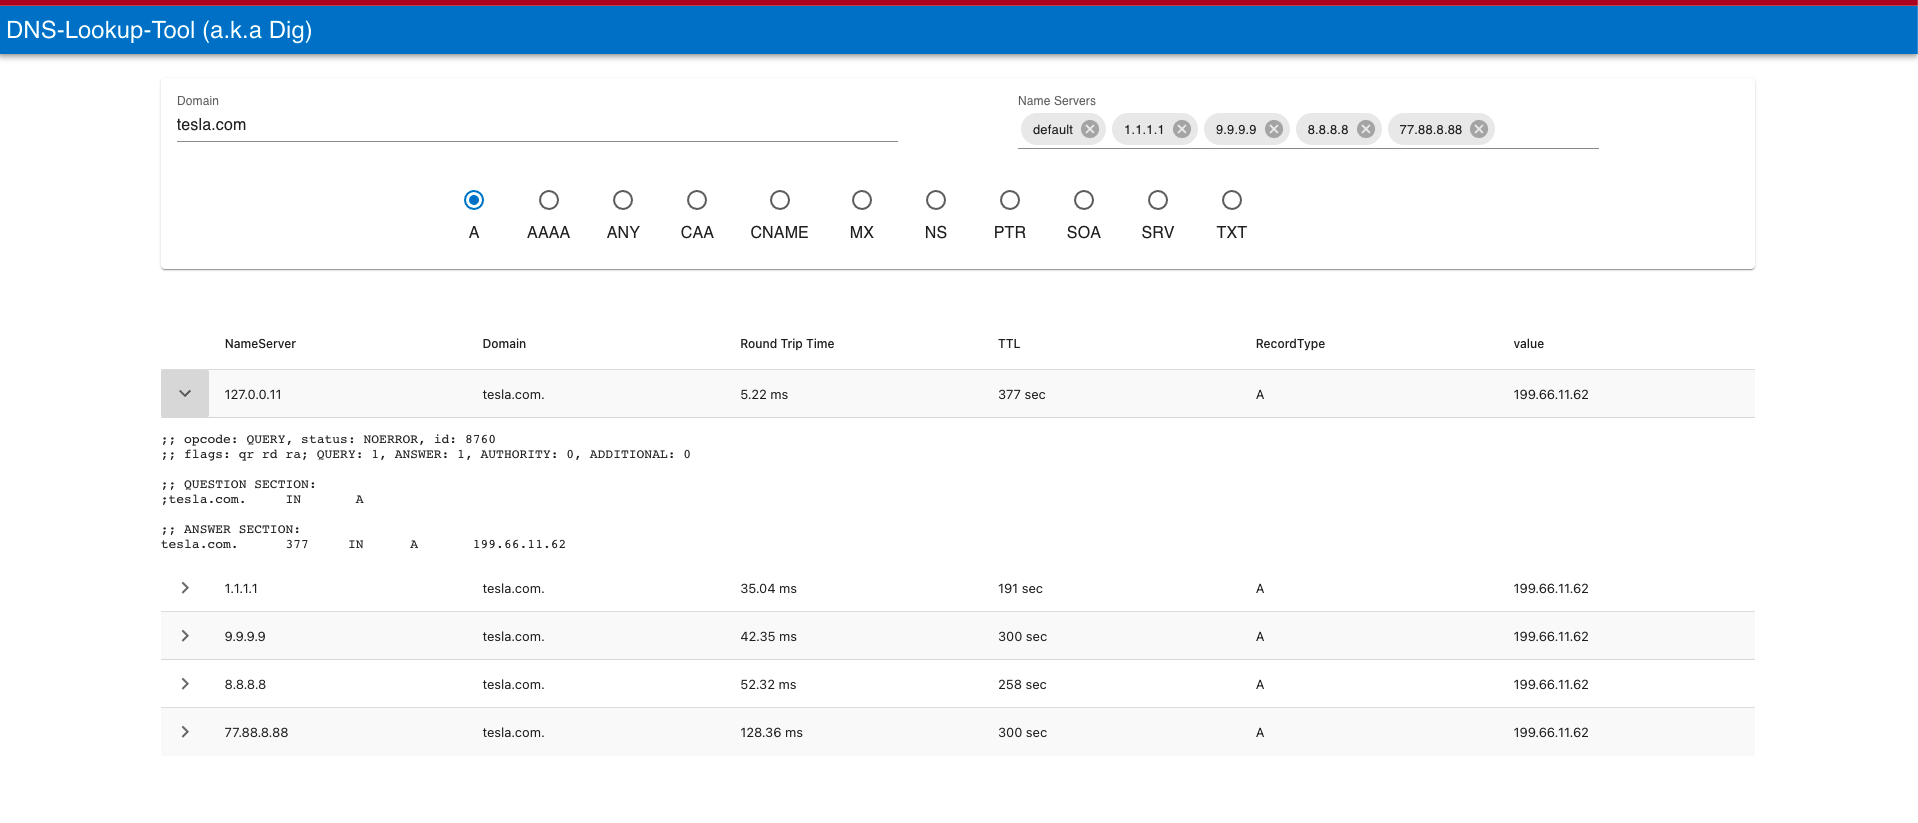 DNS-Lookup-Tool (a.k.a Dig)
Domain
tesla.com
Name Servers
default 1.1.1.1 9.9.9.9 8.8.8.8 77.88.8.88
A AAAA ANY CAA CNAME MX NS PTR SOA SRV TXT
NameServer Domain Round Trip Time TTL RecordType value
127.0.0.11 tesla.com. 5.22 ms 377 sec A 199.66.11.62
;; opcode: QUERY, status: NOERROR, id: 8760
;; flags: qr rd ra; QUERY: 1, ANSWER: 1, AUTHORITY: 0, ADDITIONAL: 0
;; QUESTION SECTION:
;tesla.com. IN A
;; ANSWER SECTION:
tesla.com. 377 IN A 199.66.11.62
1.1.1.1 tesla.com. 35.04 ms 191 sec A 199.66.11.62
9.9.9.9 tesla.com. 42.35 ms 300 sec A 199.66.11.62
8.8.8.8 tesla.com. 52.32 ms 258 sec A 199.66.11.62
77.88.8.88 tesla.com. 128.36 ms 300 sec A 199.66.11.62